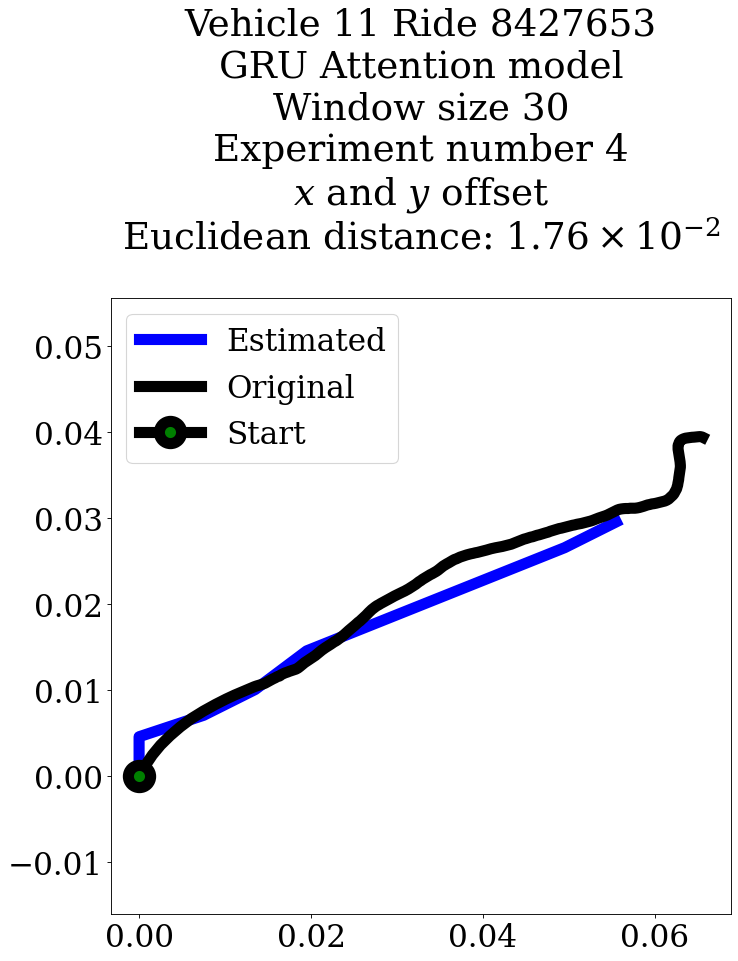 Vehicle 11 Ride 8427653
GRU Attention model
Window size 30
Experiment number 4
x and y offset
Euclidean distance: 1.76 × 10⁻²
Estimated
Original
Start
0.05
0.04
0.03
0.02
0.01
0.00
−0.01
0.00 0.02 0.04 0.06